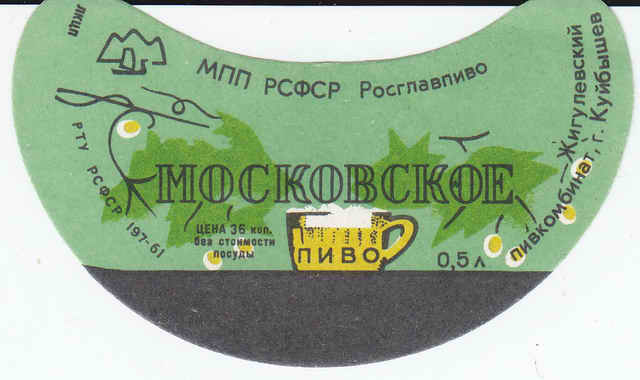 ЛКЦП
МПП РСФСР Росглавпиво
РТУ РСФСР 197-61
МОСКОВСКОЕ
ЦЕНА 36 коп.
без стоимости
посуды
ПИВО
0,5 л
Жигулевский
пивкомбинат, г. Куйбышев